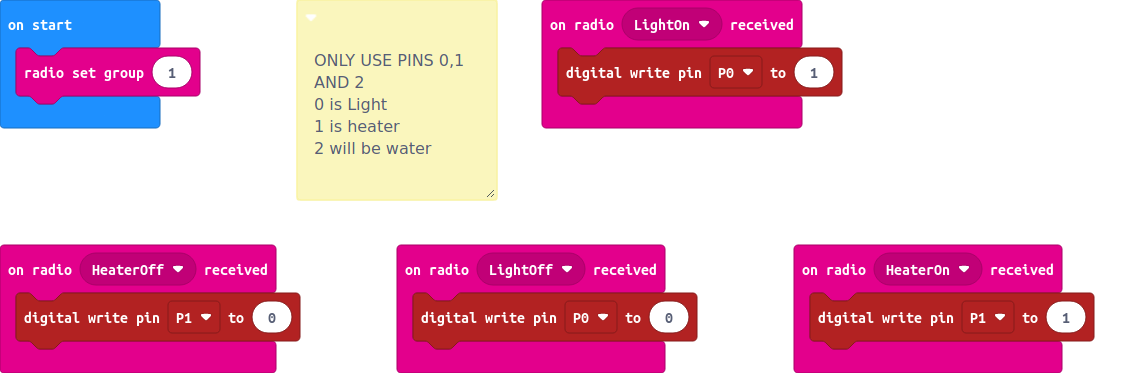 on start
radio set group 1
ONLY USE PINS 0,1
AND 2
0 is Light
1 is heater
2 will be water
on radio LightOn received
digital write pin P0 to 1
on radio HeaterOff received
digital write pin P1 to 0
on radio LightOff received
digital write pin P0 to 0
on radio HeaterOn received
digital write pin P1 to 1